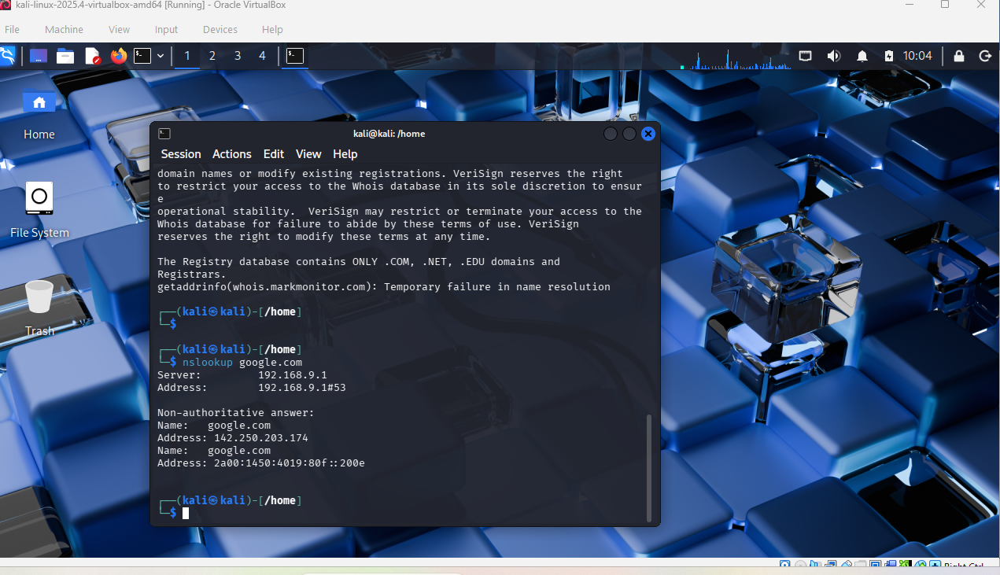 kali-linux-2025.4-virtualbox-amd64 [Running] - Oracle VirtualBox
File Machine View Input Devices Help
1 2 3 4 10:04
Home
File System
Trash
kali@kali: /home
Session Actions Edit View Help
domain names or modify existing registrations. VeriSign reserves the right
to restrict your access to the Whois database in its sole discretion to ensur
e
operational stability.  VeriSign may restrict or terminate your access to the
Whois database for failure to abide by these terms of use. VeriSign
reserves the right to modify these terms at any time.
The Registry database contains ONLY .COM, .NET, .EDU domains and
Registrars.
getaddrinfo(whois.markmonitor.com): Temporary failure in name resolution
┌──(kali㉿kali)-[/home]
└─$
┌──(kali㉿kali)-[/home]
└─$ nslookup google.com
Server:         192.168.9.1
Address:        192.168.9.1#53
Non-authoritative answer:
Name:   google.com
Address: 142.250.203.174
Name:   google.com
Address: 2a00:1450:4019:80f::200e
┌──(kali㉿kali)-[/home]
└─$
Right Ctrl